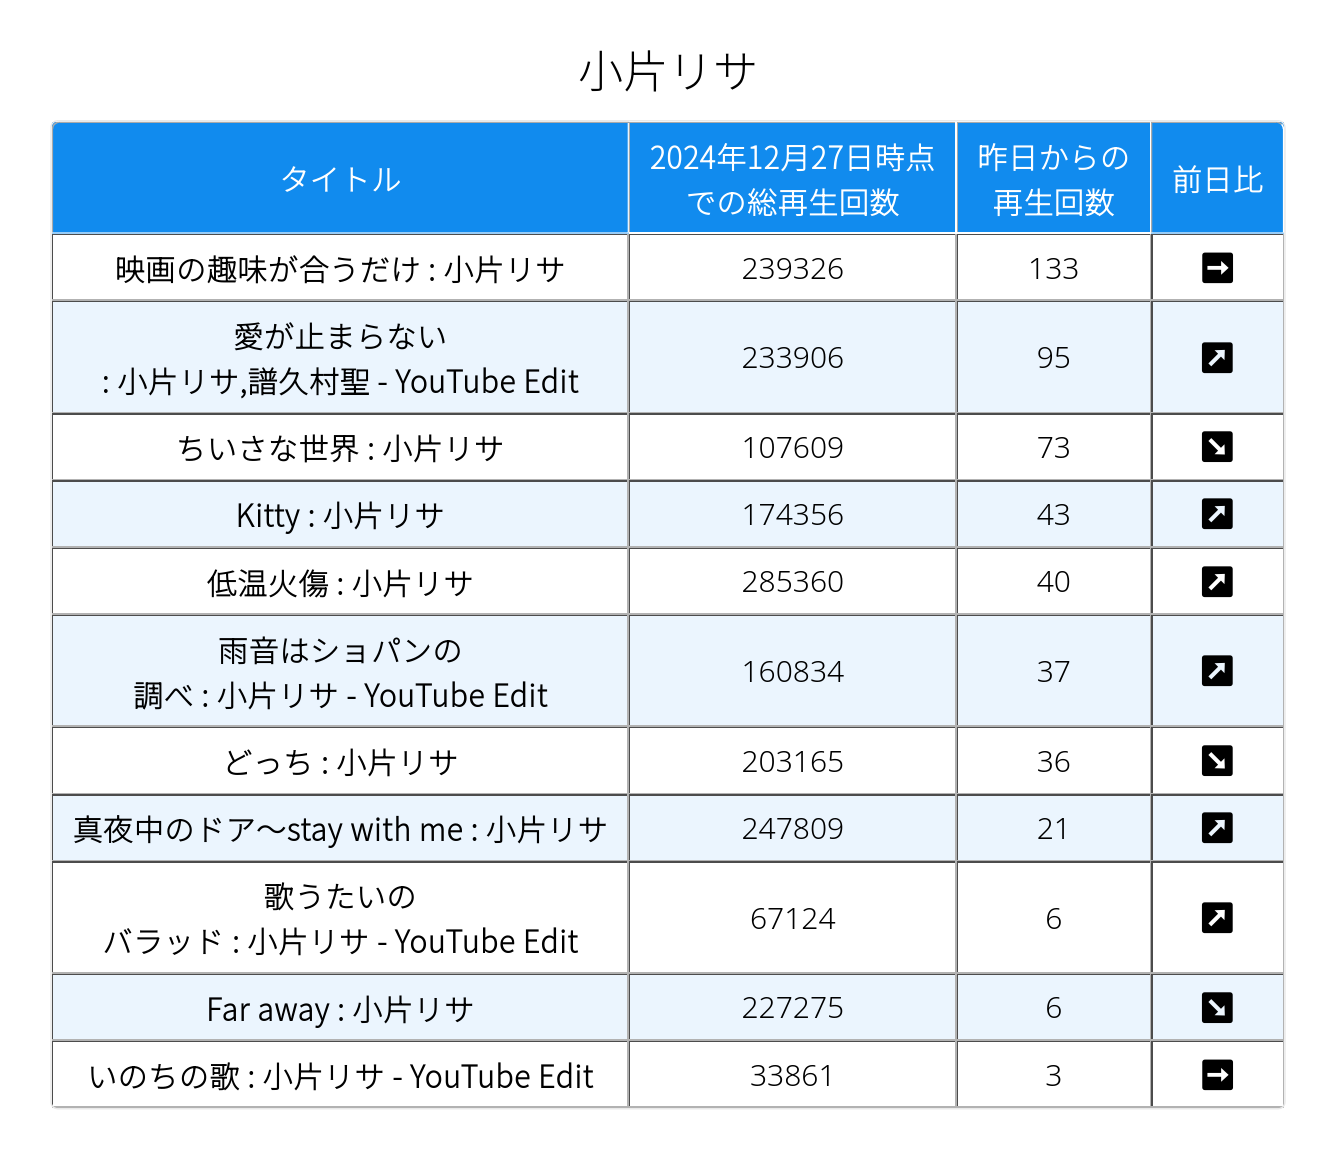 小片リサ
タイトル
2024年12月27日時点
での総再生回数
昨日からの
再生回数
前日比
映画の趣味が合うだけ : 小片リサ
239326
133
➡
愛が止まらない
: 小片リサ,譜久村聖 - YouTube Edit
233906
95
↗
ちいさな世界 : 小片リサ
107609
73
↘
Kitty : 小片リサ
174356
43
↗
低温火傷 : 小片リサ
285360
40
↗
雨音はショパンの
調べ : 小片リサ - YouTube Edit
160834
37
↗
どっち : 小片リサ
203165
36
↘
真夜中のドア〜stay with me : 小片リサ
247809
21
↗
歌うたいの
バラッド : 小片リサ - YouTube Edit
67124
6
↗
Far away : 小片リサ
227275
6
↘
いのちの歌 : 小片リサ - YouTube Edit
33861
3
➡